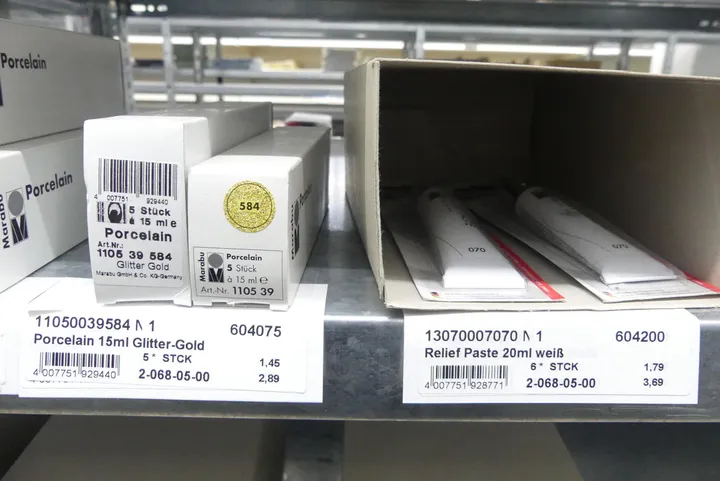 Porcelain
Marabu
Porcelain
4 007751 929440
5 Stück
à 15 ml e
Porcelain
Art.-Nr.:
1105 39 584
Glitter Gold
Marabu GmbH & Co. KG-Germany
584
Marabu
Porcelain
5 Stück
à 15 ml e
Art.-Nr. 1105 39
Porcelain
070
070
11050039584 N 1
604075
Porcelain 15ml Glitter-Gold
5 * STCK
1,45
4 007751 929440
2-068-05-00
2,89
13070007070 N 1
604200
Relief Paste 20ml weiß
6 * STCK
1,79
4 007751 928771
2-068-05-00
3,69